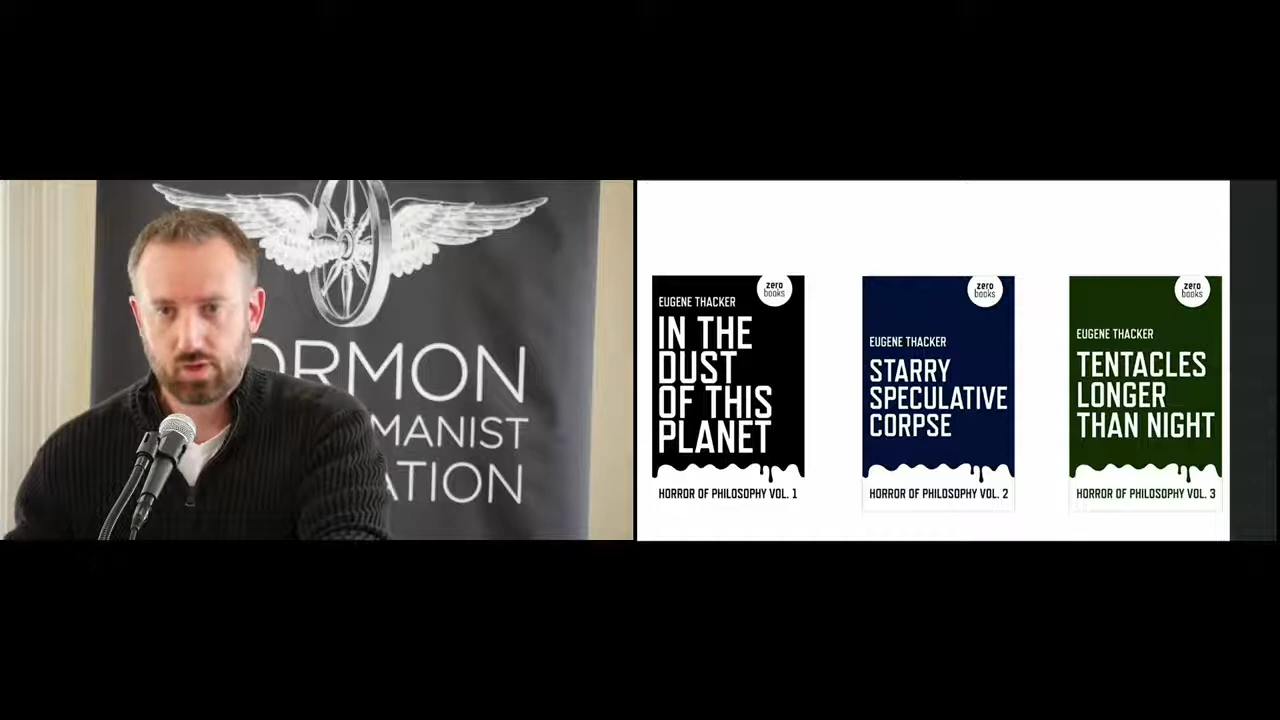 ORMON
MANIST
ATION
zero
books
EUGENE THACKER
IN THE
DUST
OF THIS
PLANET
HORROR OF PHILOSOPHY VOL. 1
zero
books
EUGENE THACKER
STARRY
SPECULATIVE
CORPSE
HORROR OF PHILOSOPHY VOL. 2
zero
books
EUGENE THACKER
TENTACLES
LONGER
THAN NIGHT
HORROR OF PHILOSOPHY VOL. 3